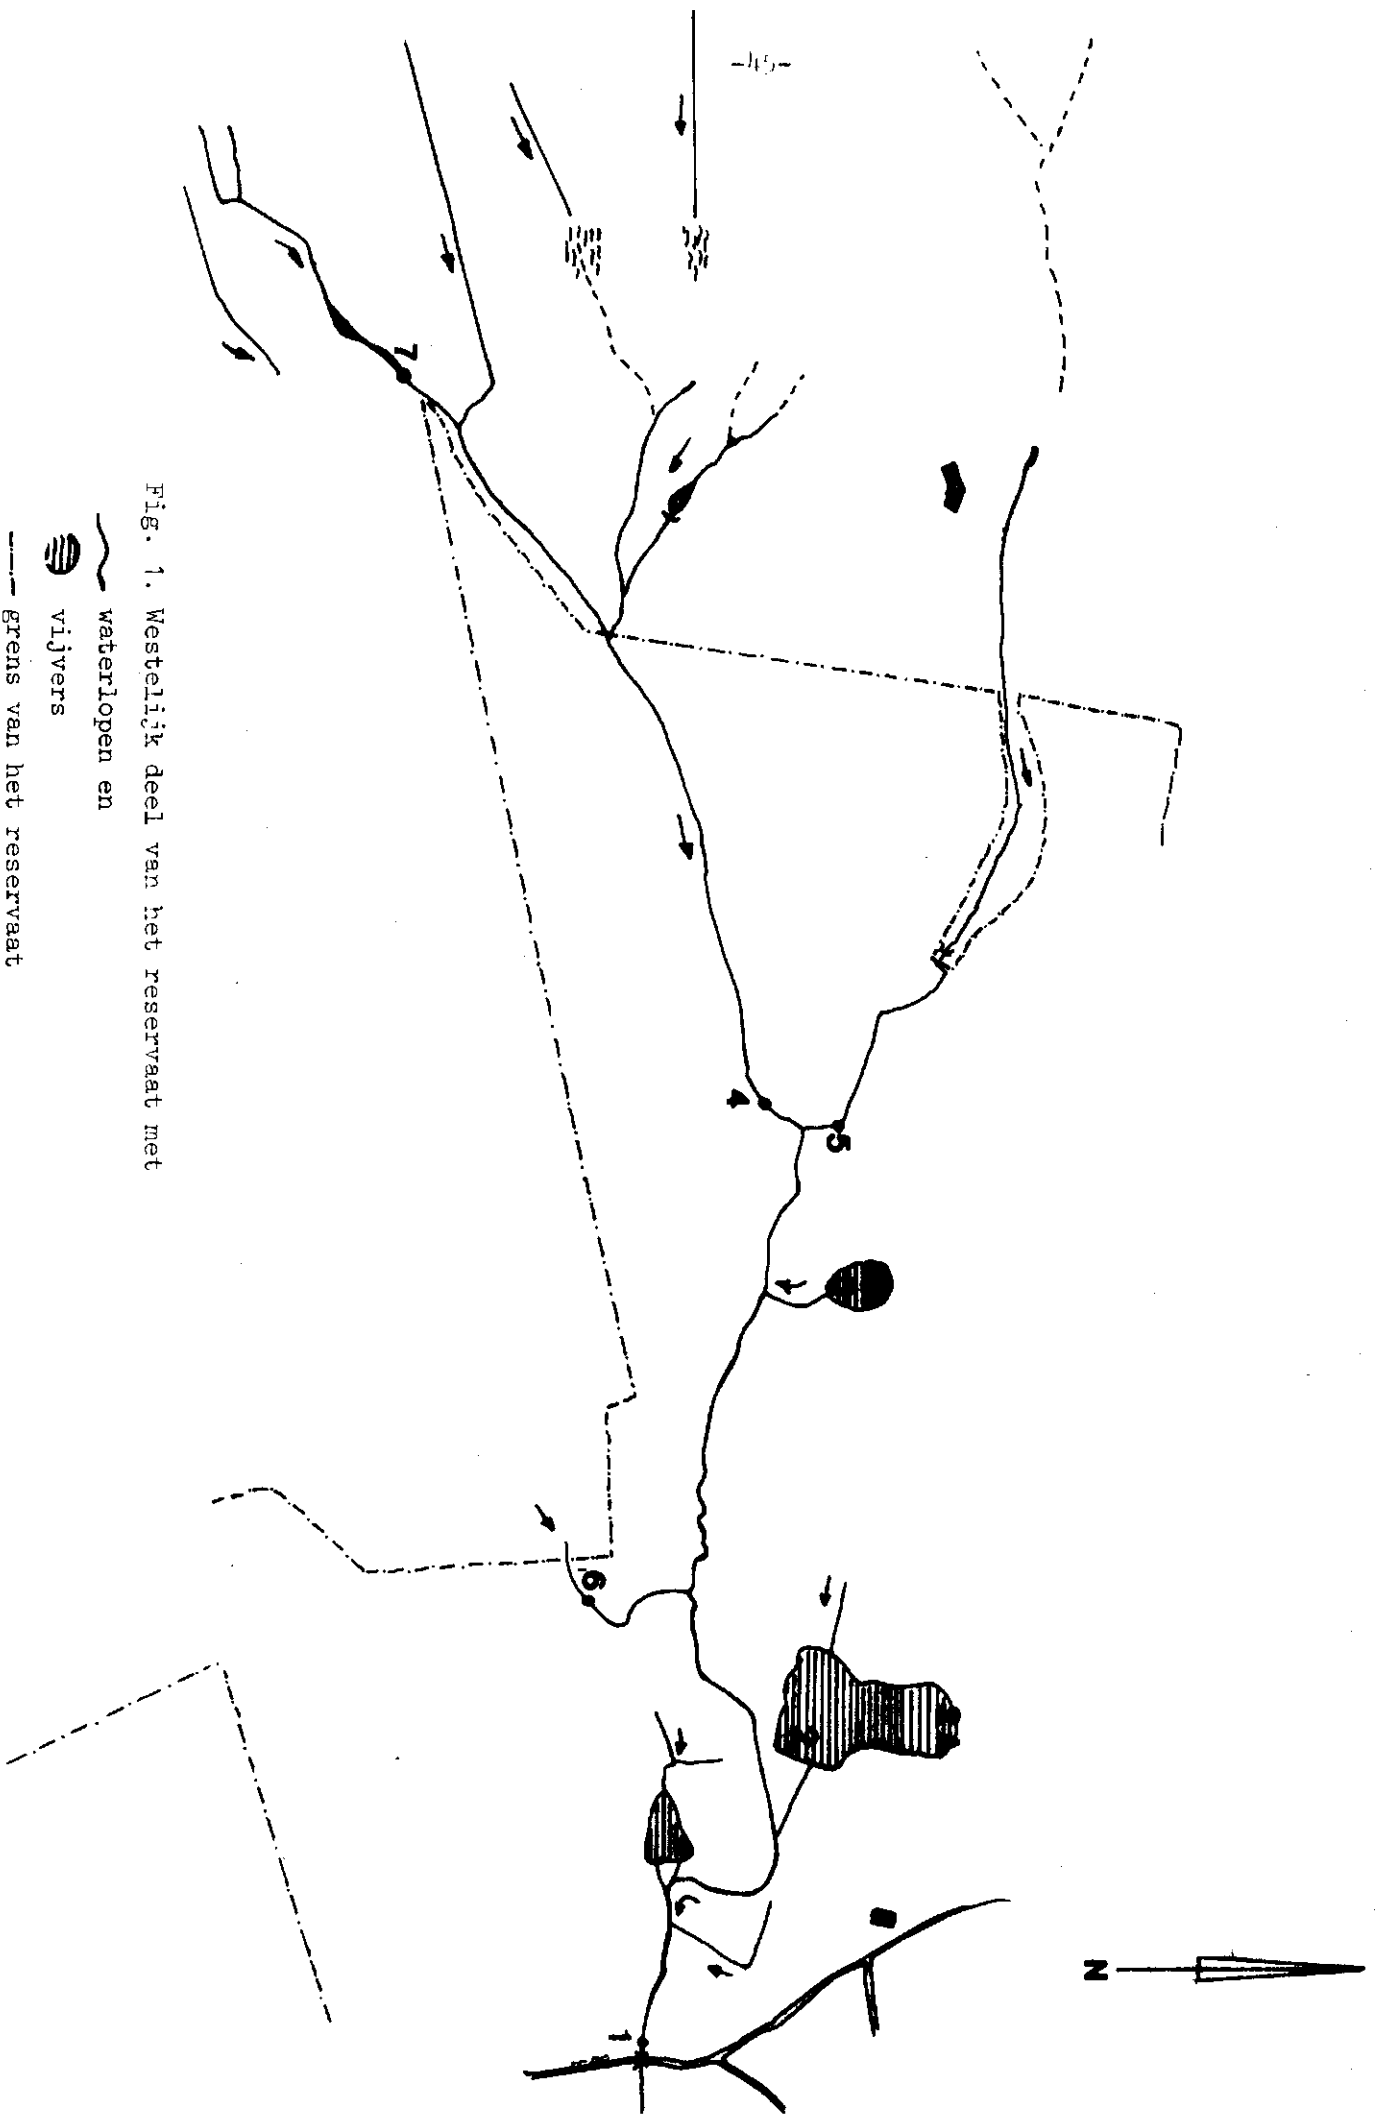 -45-
7
4
5
6
1
N
Fig. 1. Westelijk deel van het reservaat met
waterlopen en
vijvers
grens van het reservaat